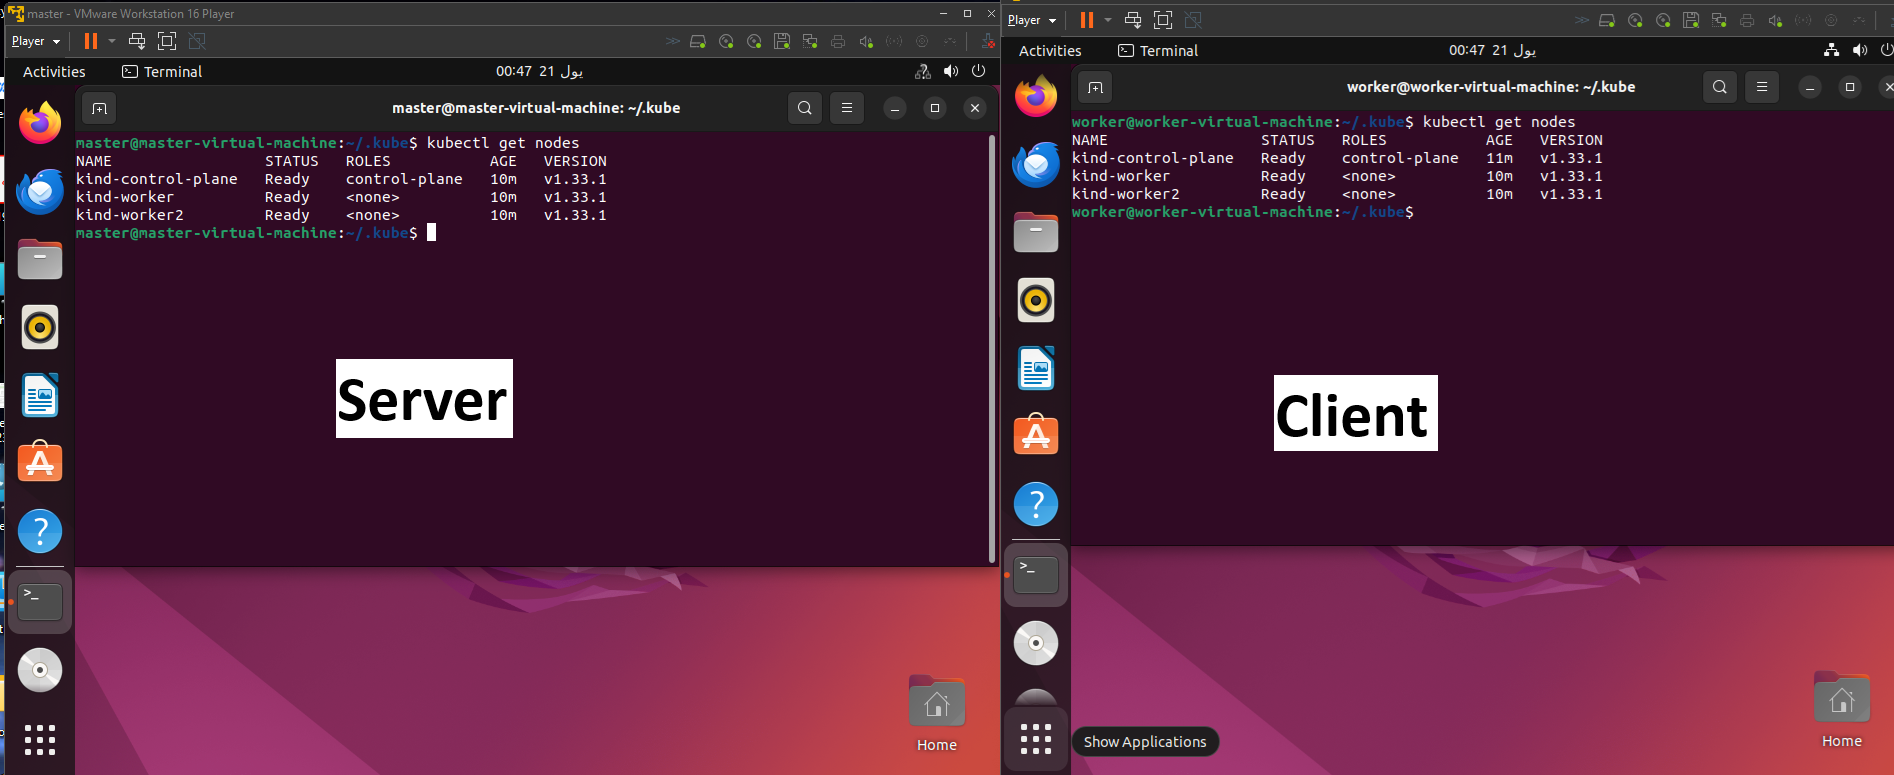 master - VMware Workstation 16 Player
Player
Activities
Terminal
00:47 21 يول
master@master-virtual-machine: ~/.kube
master@master-virtual-machine:~/.kube$ kubectl get nodes
NAME STATUS ROLES AGE VERSION
kind-control-plane Ready control-plane 10m v1.33.1
kind-worker Ready <none> 10m v1.33.1
kind-worker2 Ready <none> 10m v1.33.1
master@master-virtual-machine:~/.kube$
Server
Home
Player
Activities
Terminal
00:47 21 يول
worker@worker-virtual-machine: ~/.kube
worker@worker-virtual-machine:~/.kube$ kubectl get nodes
NAME STATUS ROLES AGE VERSION
kind-control-plane Ready control-plane 11m v1.33.1
kind-worker Ready <none> 10m v1.33.1
kind-worker2 Ready <none> 10m v1.33.1
worker@worker-virtual-machine:~/.kube$
Client
Show Applications
Home